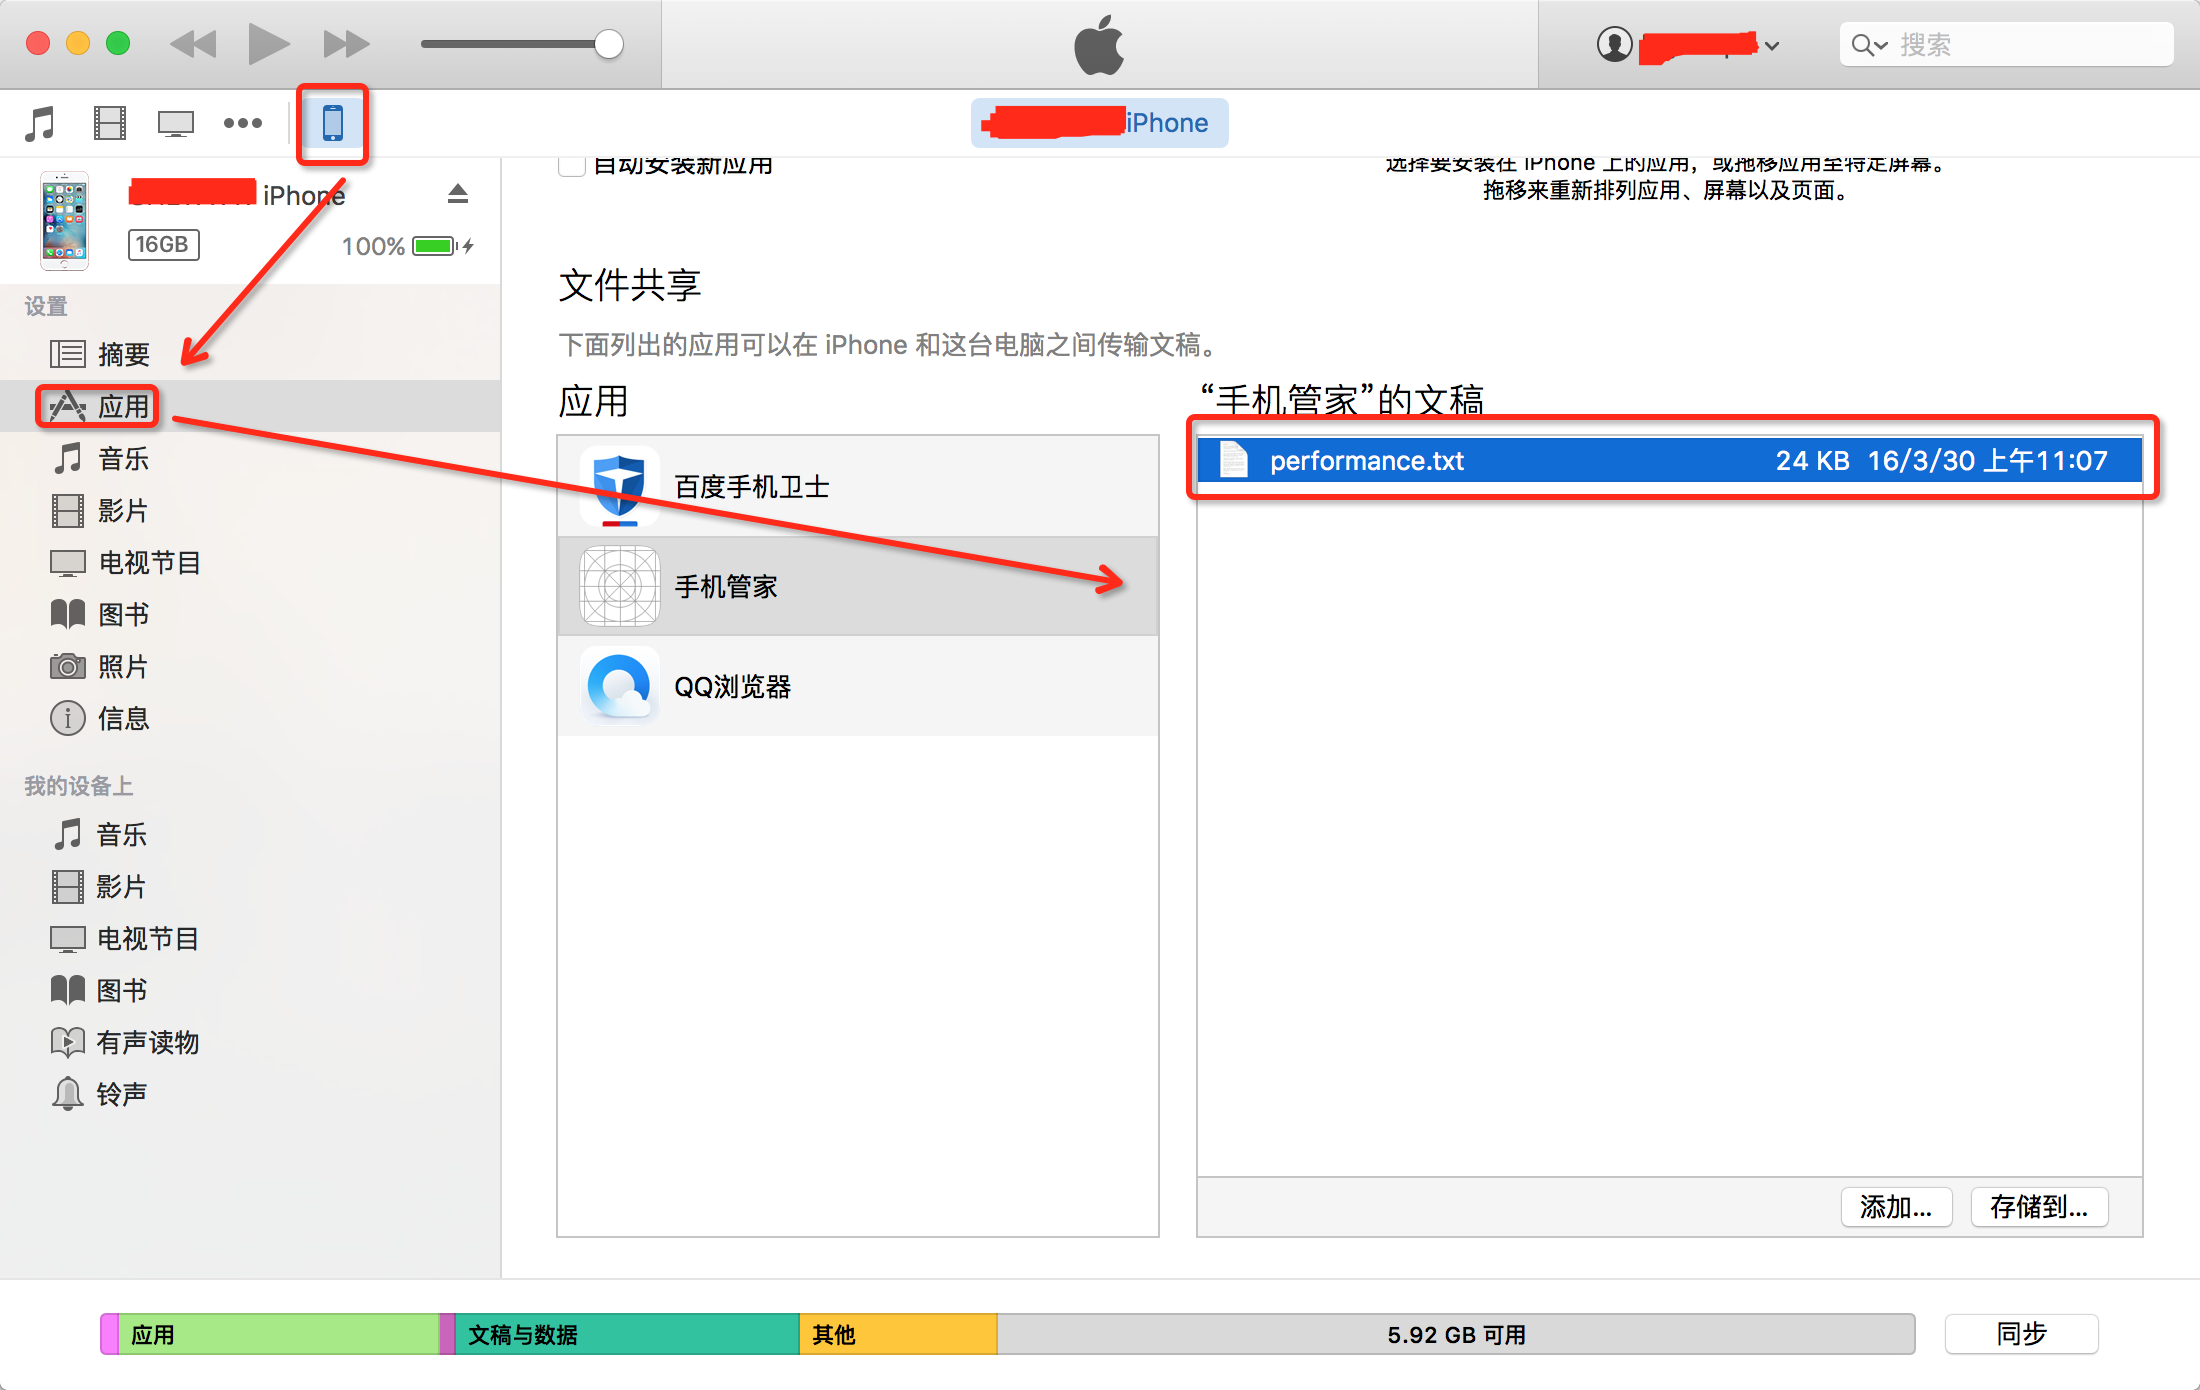 搜索
iPhone
iPhone
16GB
100%
设置
摘要
应用
音乐
影片
电视节目
图书
照片
信息
我的设备上
音乐
影片
电视节目
图书
有声读物
铃声
自动安装新应用
选择要安装在 iPhone 上的应用，或拖移应用至特定屏幕。
拖移来重新排列应用、屏幕以及页面。
文件共享
下面列出的应用可以在 iPhone 和这台电脑之间传输文稿。
应用
百度手机卫士
手机管家
QQ浏览器
“手机管家”的文稿
performance.txt 24 KB 16/3/30 上午11:07
添加... 存储到...
应用 文稿与数据 其他 5.92 GB 可用
同步